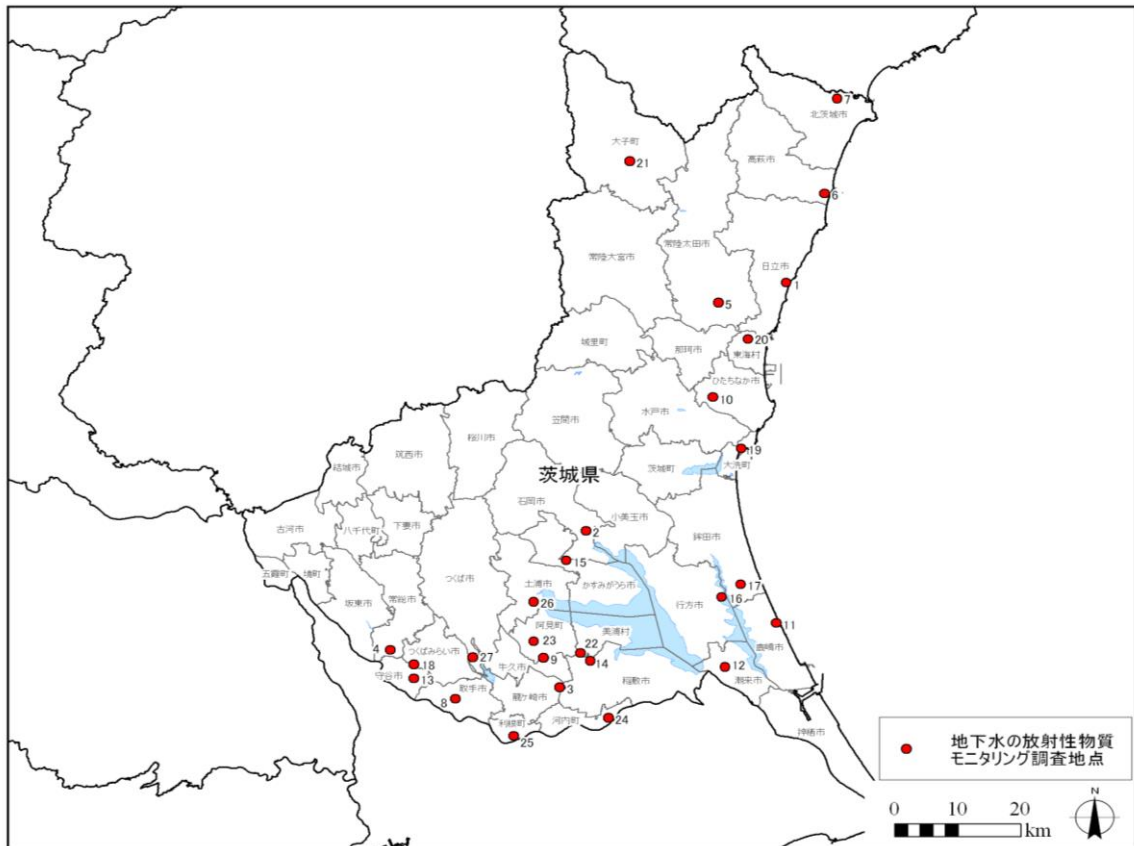 7
北茨城市
大子町
高萩市
21
6
常陸太田市
常陸大宮市
日立市
1
5
20
城里町
那珂市
東海村
ひたちなか市
10
笠間市
水戸市
桜川市
19
筑西市
茨城町
大洗町
結城市
茨城県
石岡市
小美玉市
古河市
八千代町
下妻市
2
鉾田市
15
五霞町
境町
つくば市
土浦市
かすみがうら市
17
坂東市
常総市
26
16
行方市
阿見町
美浦村
11
23
22
鹿嶋市
4
つくばみらい市
27
9
14
12
18
牛久市
守谷市
13
稲敷市
潮来市
取手市
3
8
龍ヶ崎市
24
利根町
河内町
25
神栖市
地下水の放射性物質
モニタリング調査地点
N
0 10 20
km